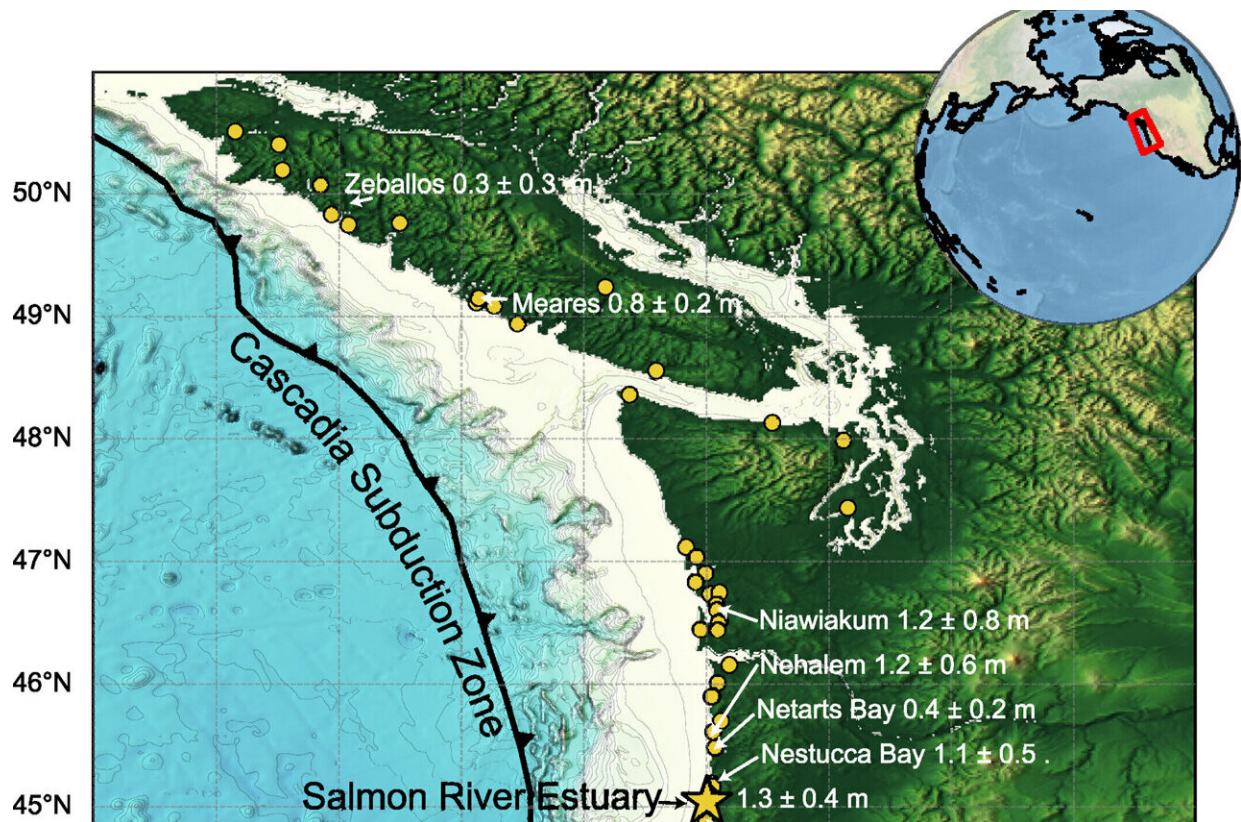 50°N
Zeballos 0.3 ± 0.3 m
Meares 0.8 ± 0.2 m
49°N
Cascadia Subduction Zone
48°N
47°N
Niawiakum 1.2 ± 0.8 m
Nehalem 1.2 ± 0.6 m
46°N
Netarts Bay 0.4 ± 0.2 m
Nestucca Bay 1.1 ± 0.5 .
Salmon River Estuary 1.3 ± 0.4 m
45°N